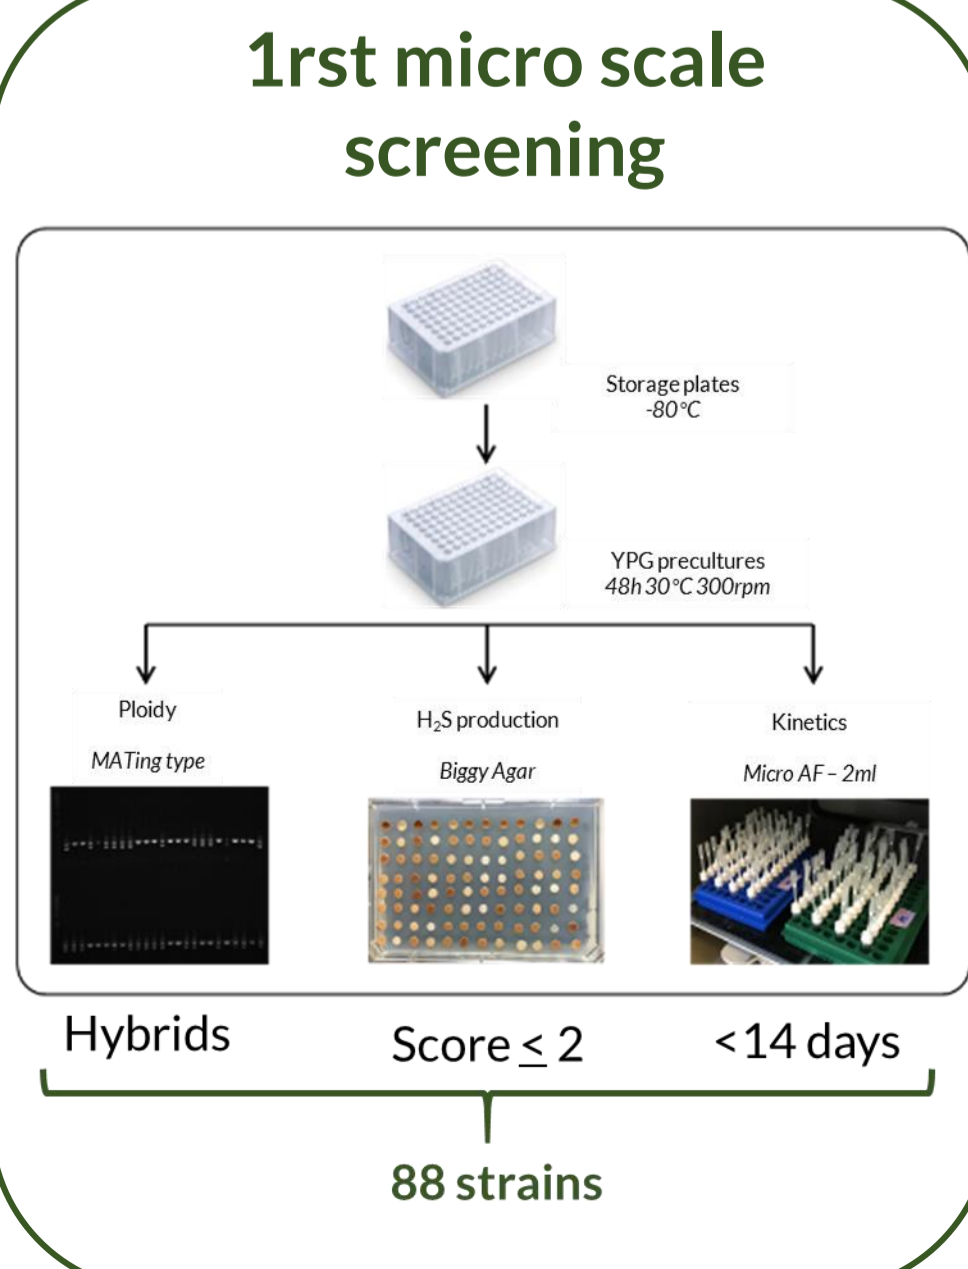 1rst micro scale
screening
Storage plates
-80°C
YPG precultures
48h 30°C 300rpm
Ploidy
MATing type
H₂S production
Biggy Agar
Kinetics
Micro AF – 2ml
Hybrids
Score ≤ 2
<14 days
88 strains